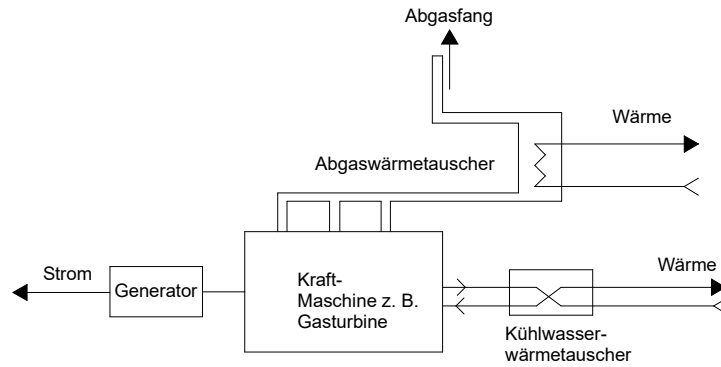 Abgasfang
Wärme
Abgaswärmetauscher
Strom
Generator
Kraft-
Maschine z. B.
Gasturbine
Wärme
Kühlwasser-
wärmetauscher